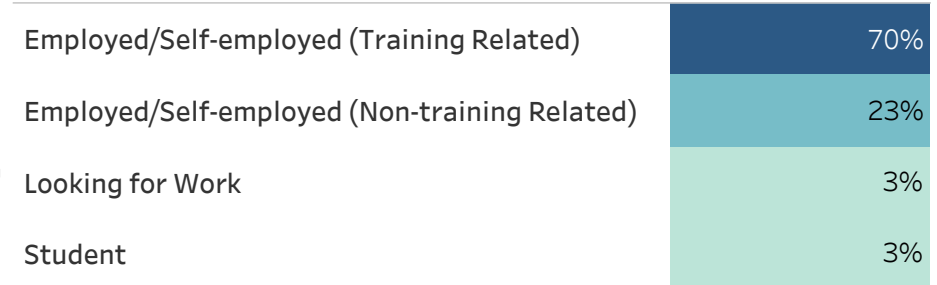 Employed/Self-employed (Training Related) 70%
Employed/Self-employed (Non-training Related) 23%
Looking for Work 3%
Student 3%